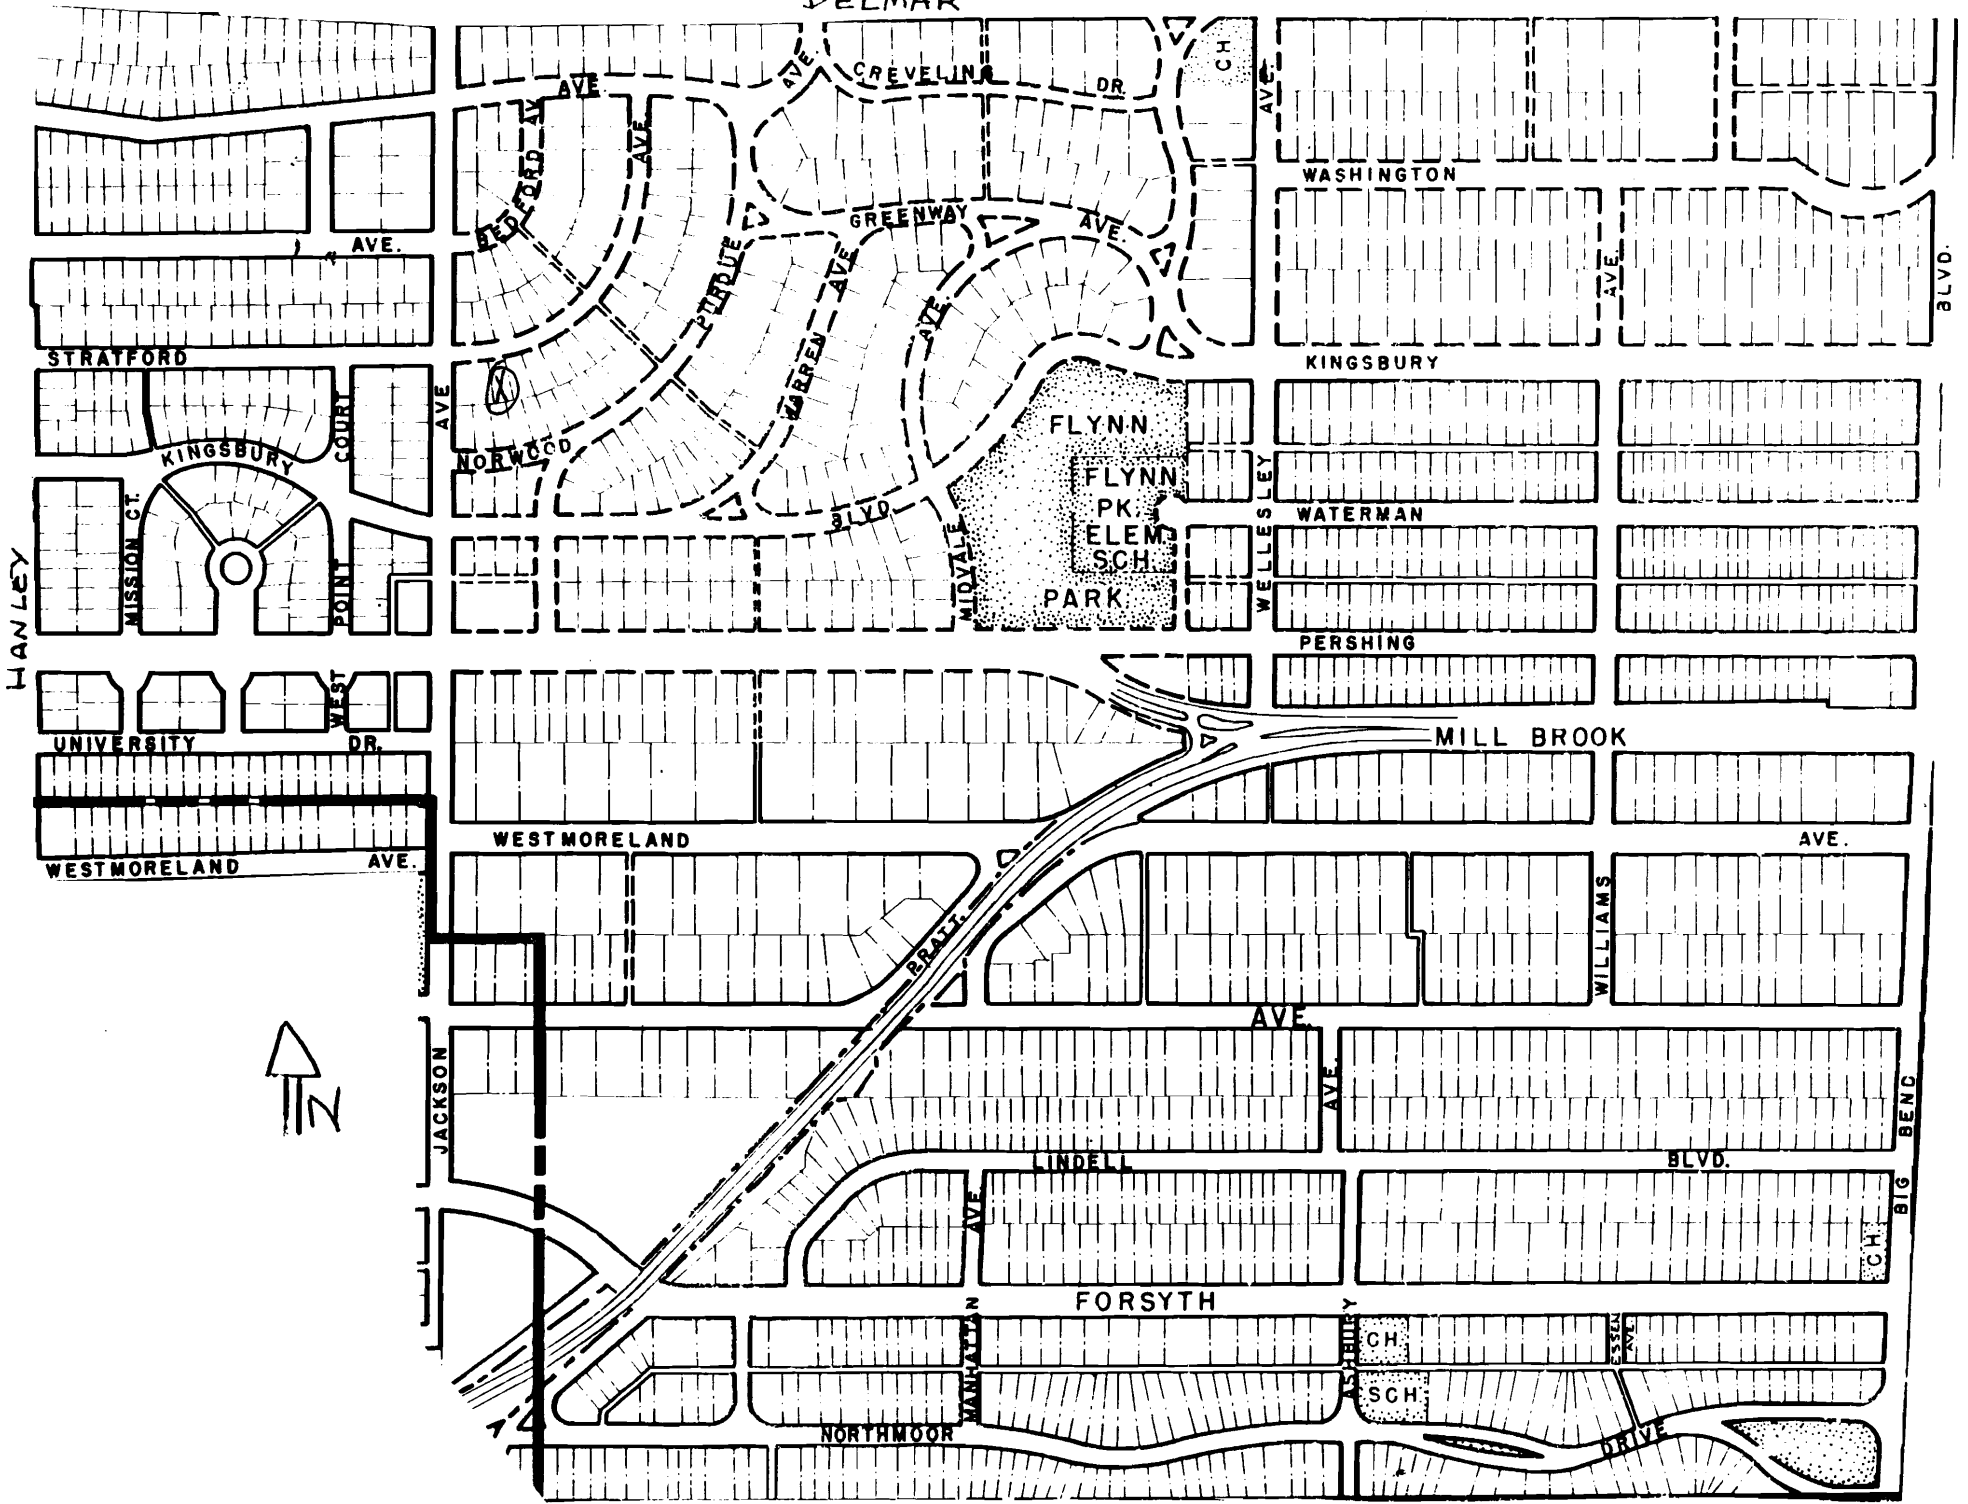 DELMAR
CREVELING
DR.
AVE.
AVE.
AVE.
CH
BEDFORD AV
AVE.
WASHINGTON
AVE.
GREENWAY
AVE.
PURDUE
AVE
AVE.
BLVD.
STRATFORD
KINGSBURY
WARREN
AVE.
X
COURT
AVE
FLYNN
NORWOOD
KINGSBURY
FLYNN
PK.
ELEM.
SCH.
PARK
MISSION CT.
BLVD.
WELLESLEY
WATERMAN
MIDVALE
HANLEY
POINT
PERSHING
WEST
UNIVERSITY
DR.
MILL BROOK
WESTMORELAND
AVE.
WESTMORELAND
AVE.
PRATT.
WILLIAMS
AVE.
JACKSON
N
AVE.
BIG BEND
LINDELL
BLVD.
AVE
CH
FORSYTH
MANHATTAN
ASHBURY
CH
ESSEN AVE.
SCH
NORTHMOOR
DRIVE